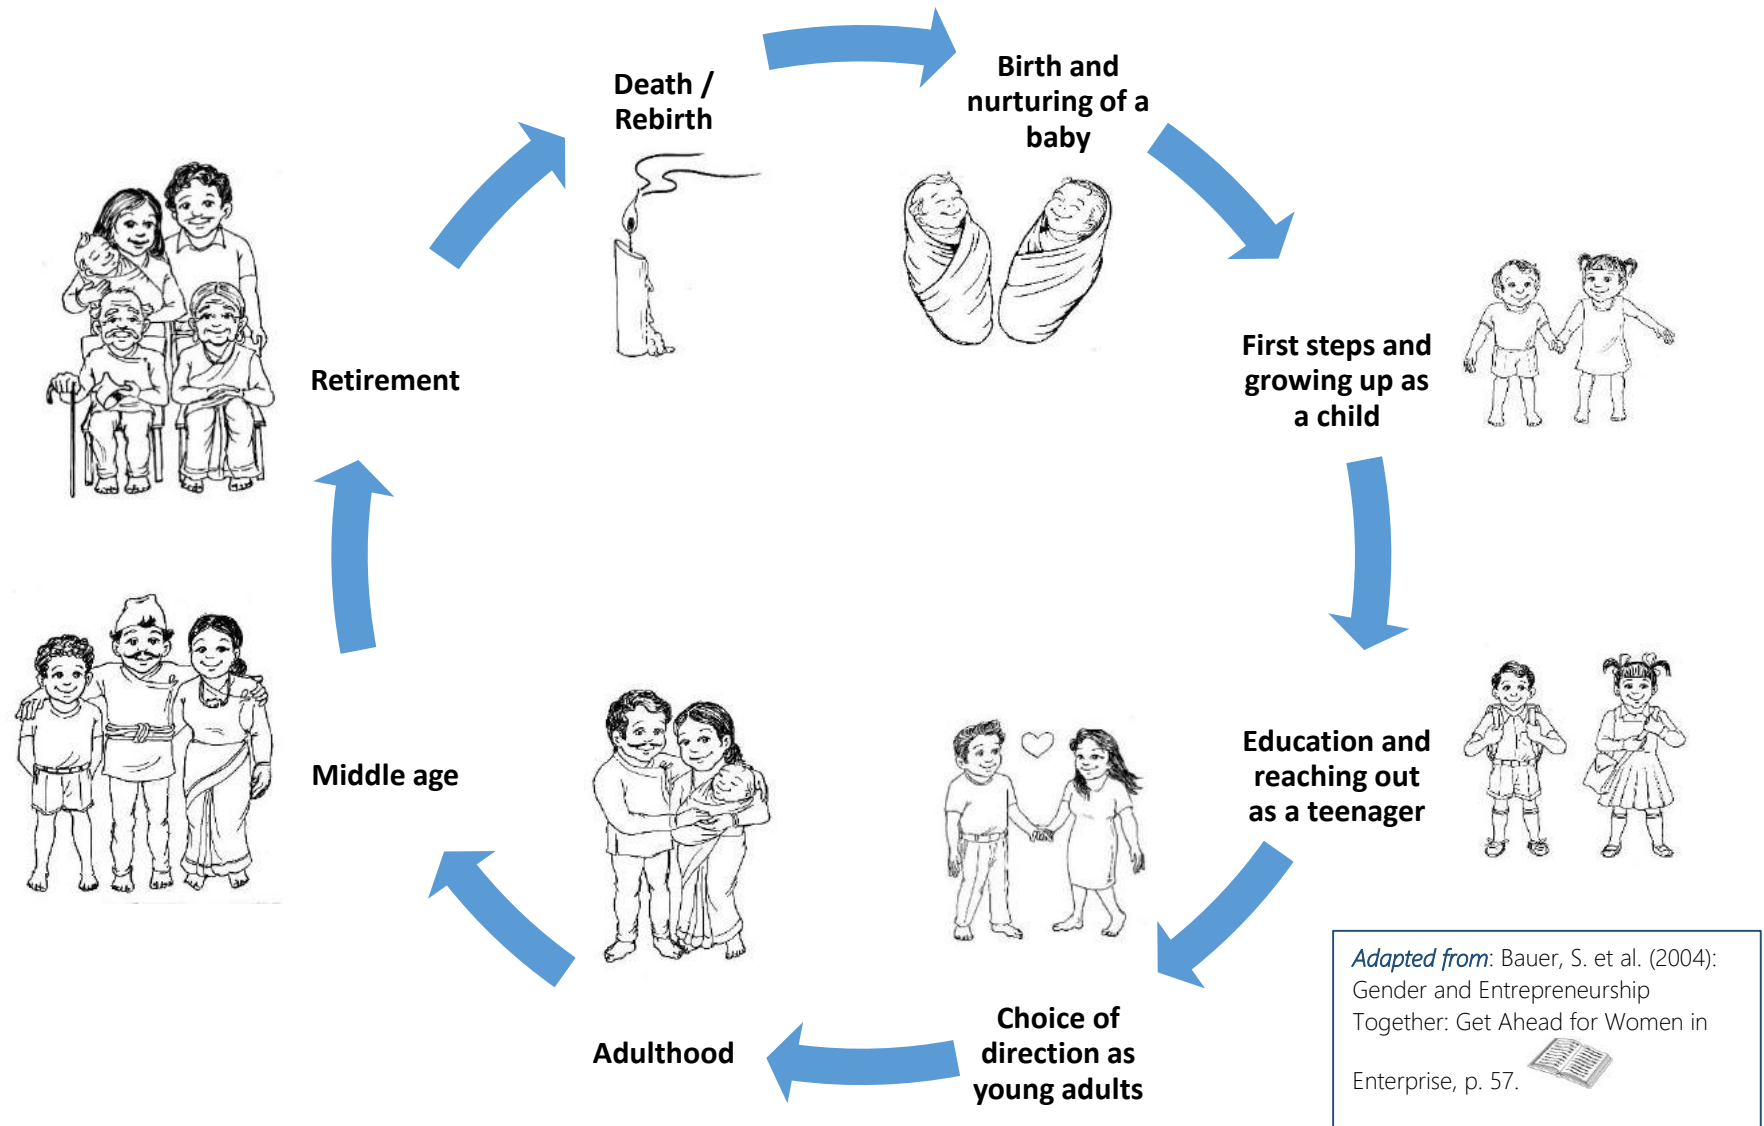 Death /
Rebirth
Birth and
nurturing of a
baby
First steps and
growing up as
a child
Education and
reaching out
as a teenager
Choice of
direction as
young adults
Adulthood
Middle age
Retirement
Adapted from: Bauer, S. et al. (2004):
Gender and Entrepreneurship
Together: Get Ahead for Women in
Enterprise, p. 57.